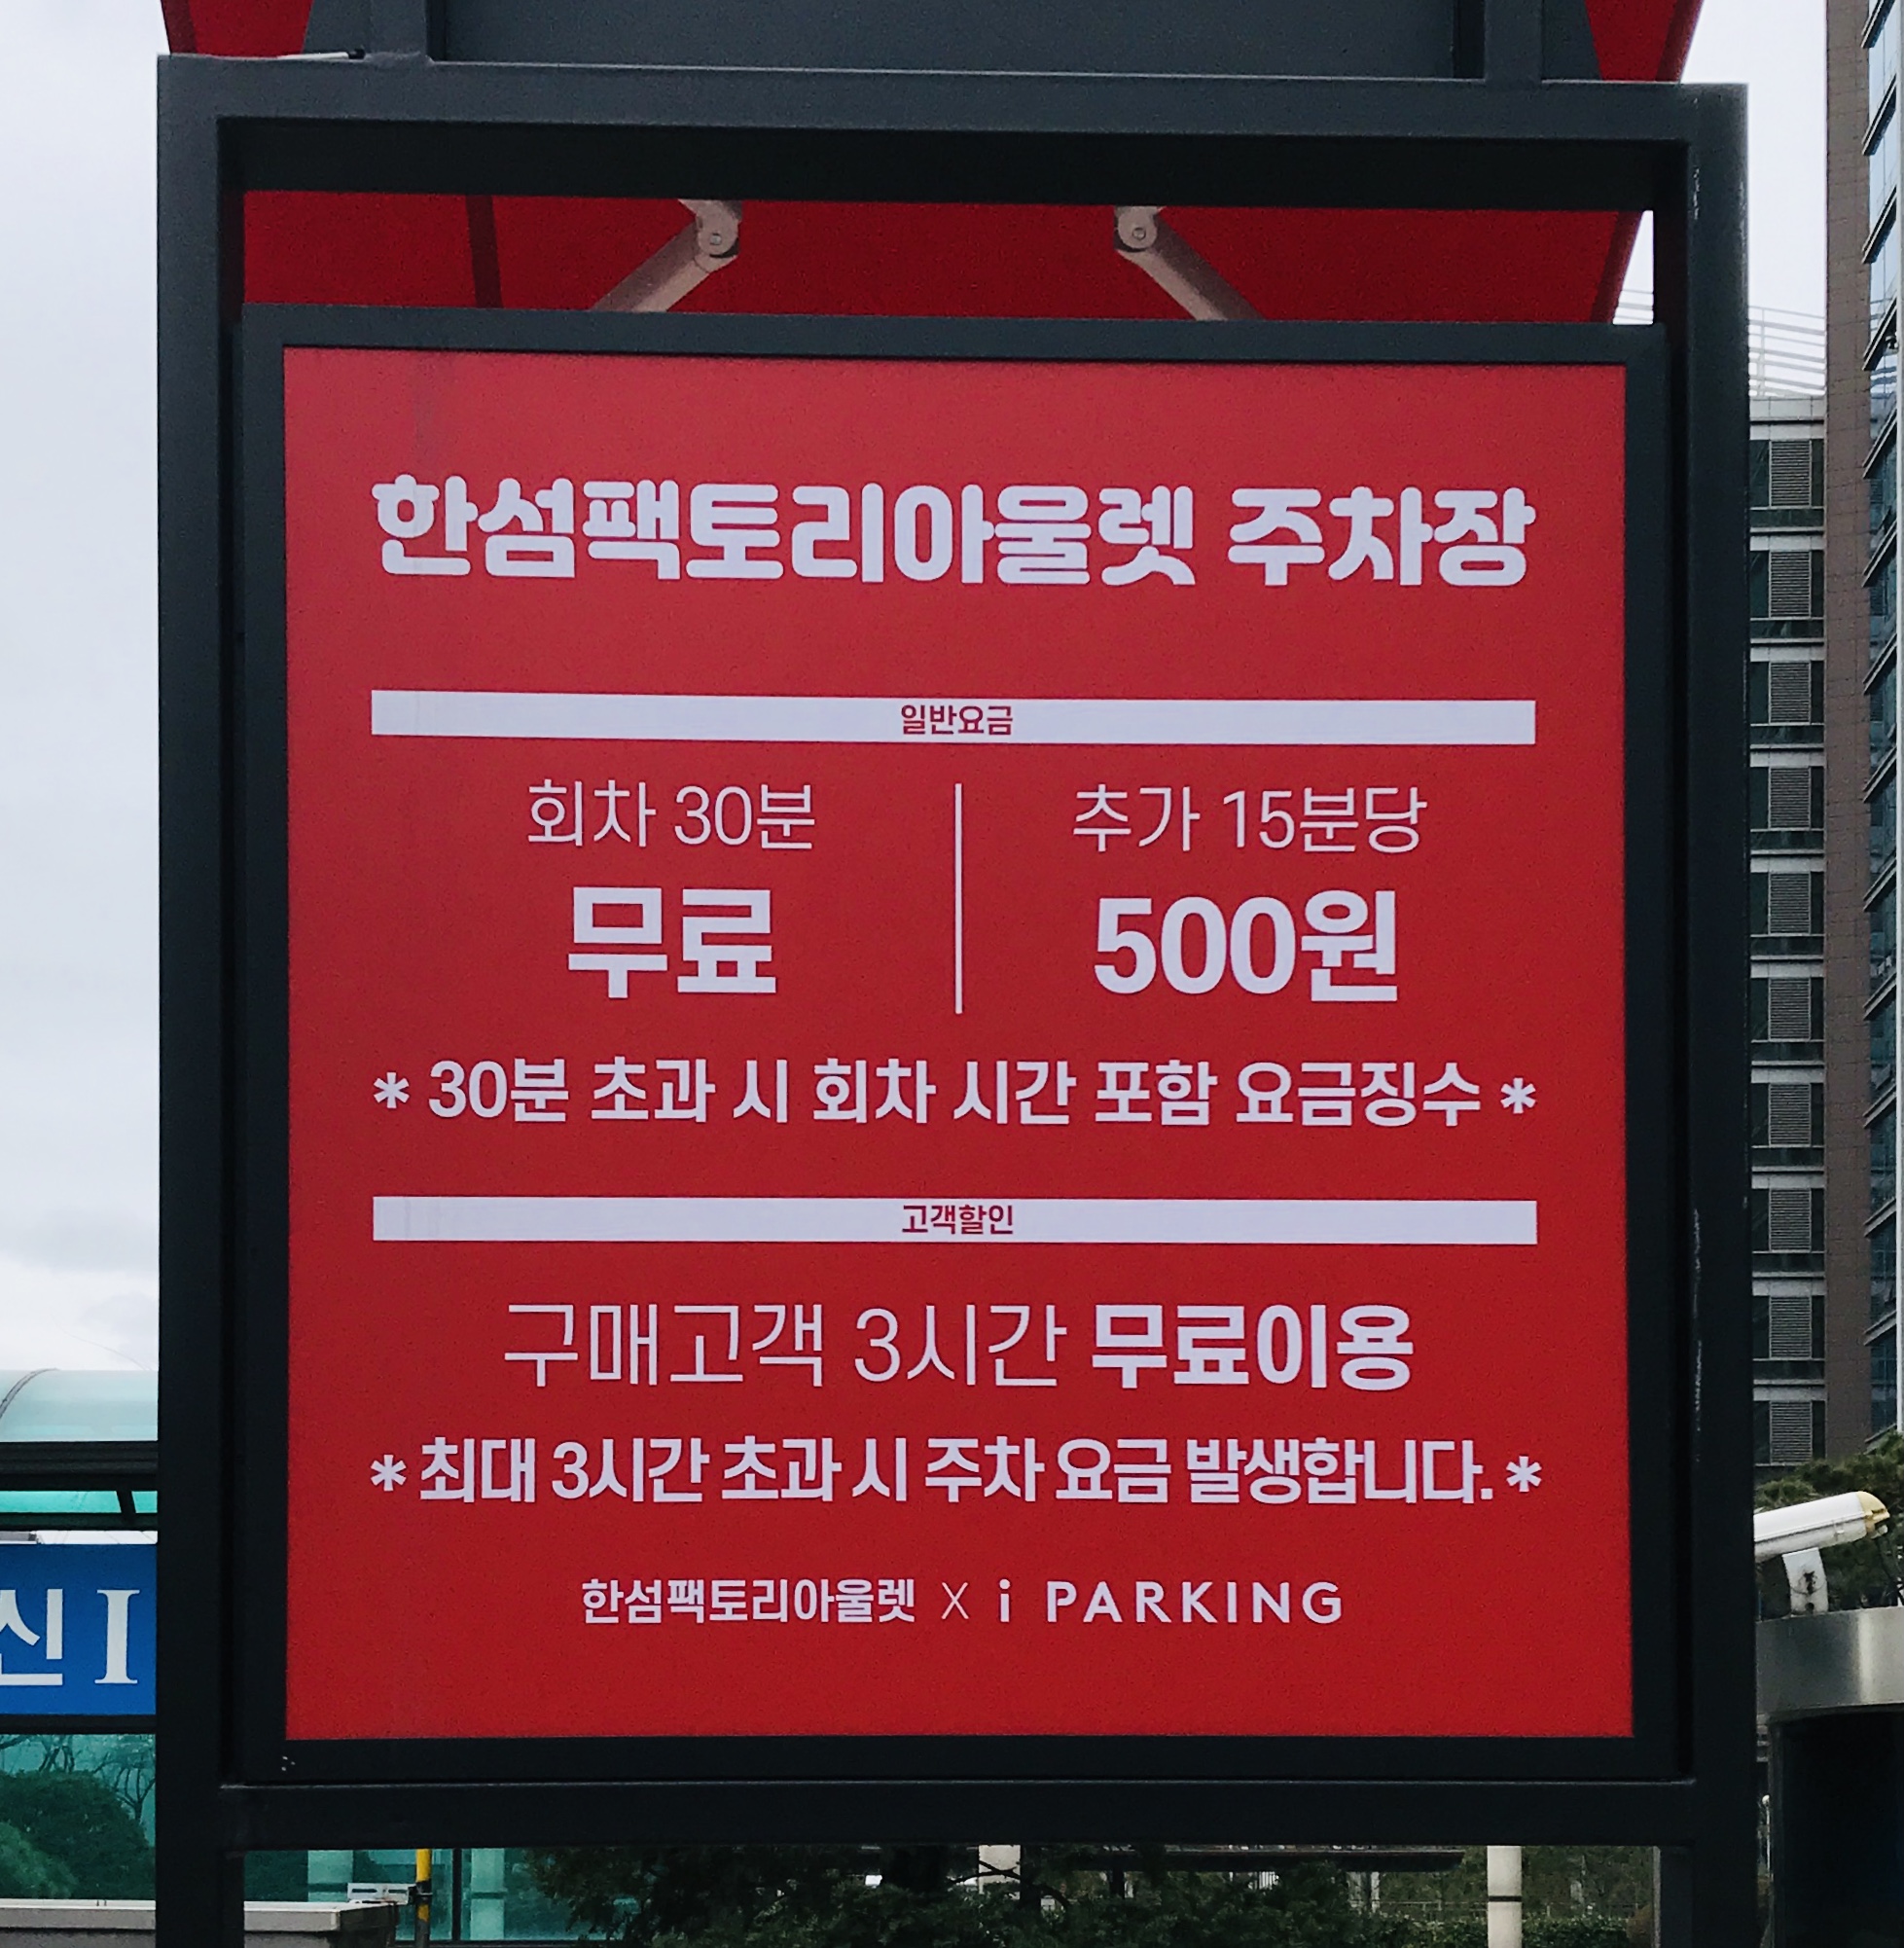 한섬팩토리아울렛 주차장
일반요금
회차 30분
무료
추가 15분당
500원
* 30분 초과 시 회차 시간 포함 요금징수 *
고객할인
구매고객 3시간 무료이용
* 최대 3시간 초과 시 주차 요금 발생합니다. *
한섬팩토리아울렛 X i PARKING
신 I